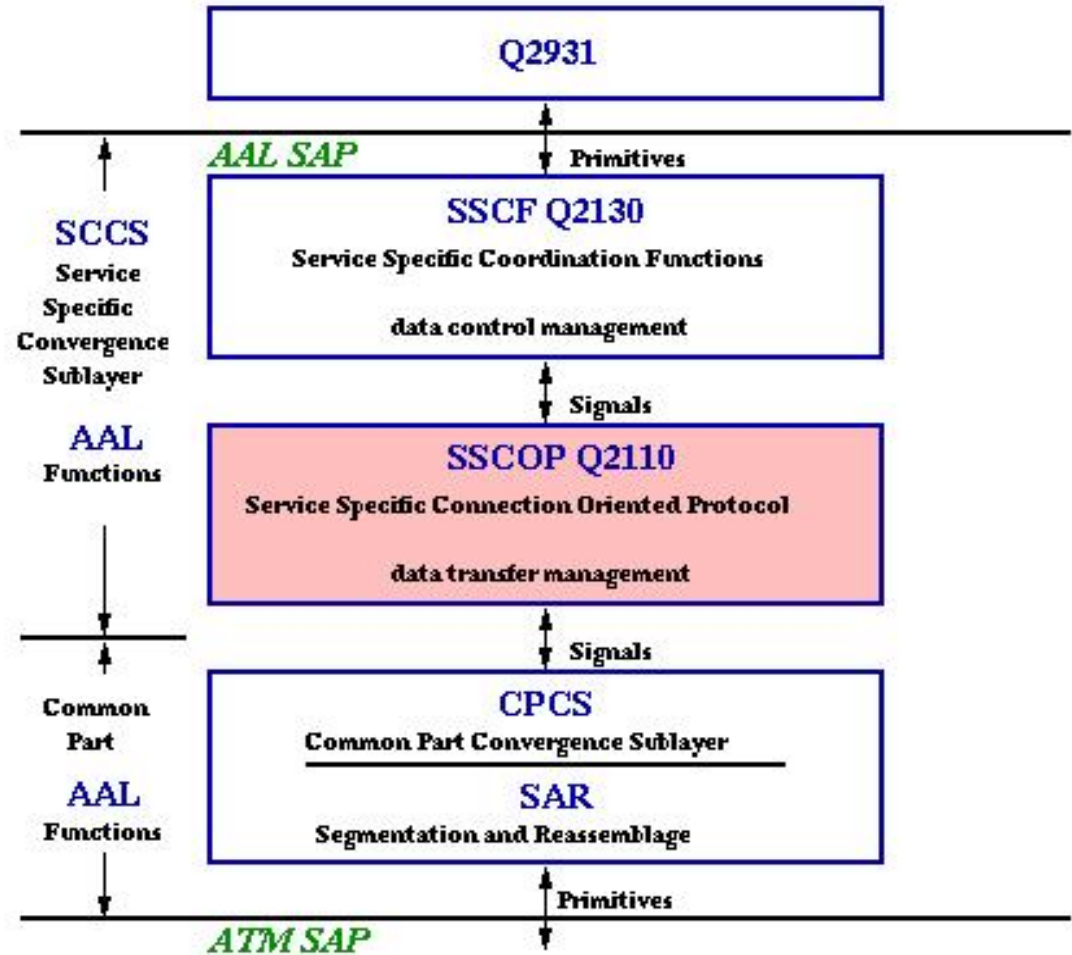 Q2931
AAL SAP
Primitives
SSCF Q2130
Service Specific Coordination Functions
data control management
SCCS
Service
Specific
Convergence
Sublayer
AAL
Functions
Signals
SSCOP Q2110
Service Specific Connection Oriented Protocol
data transfer management
Signals
Common
Part
AAL
Functions
CPCS
Common Part Convergence Sublayer
SAR
Segmentation and Reassemblage
Primitives
ATM SAP